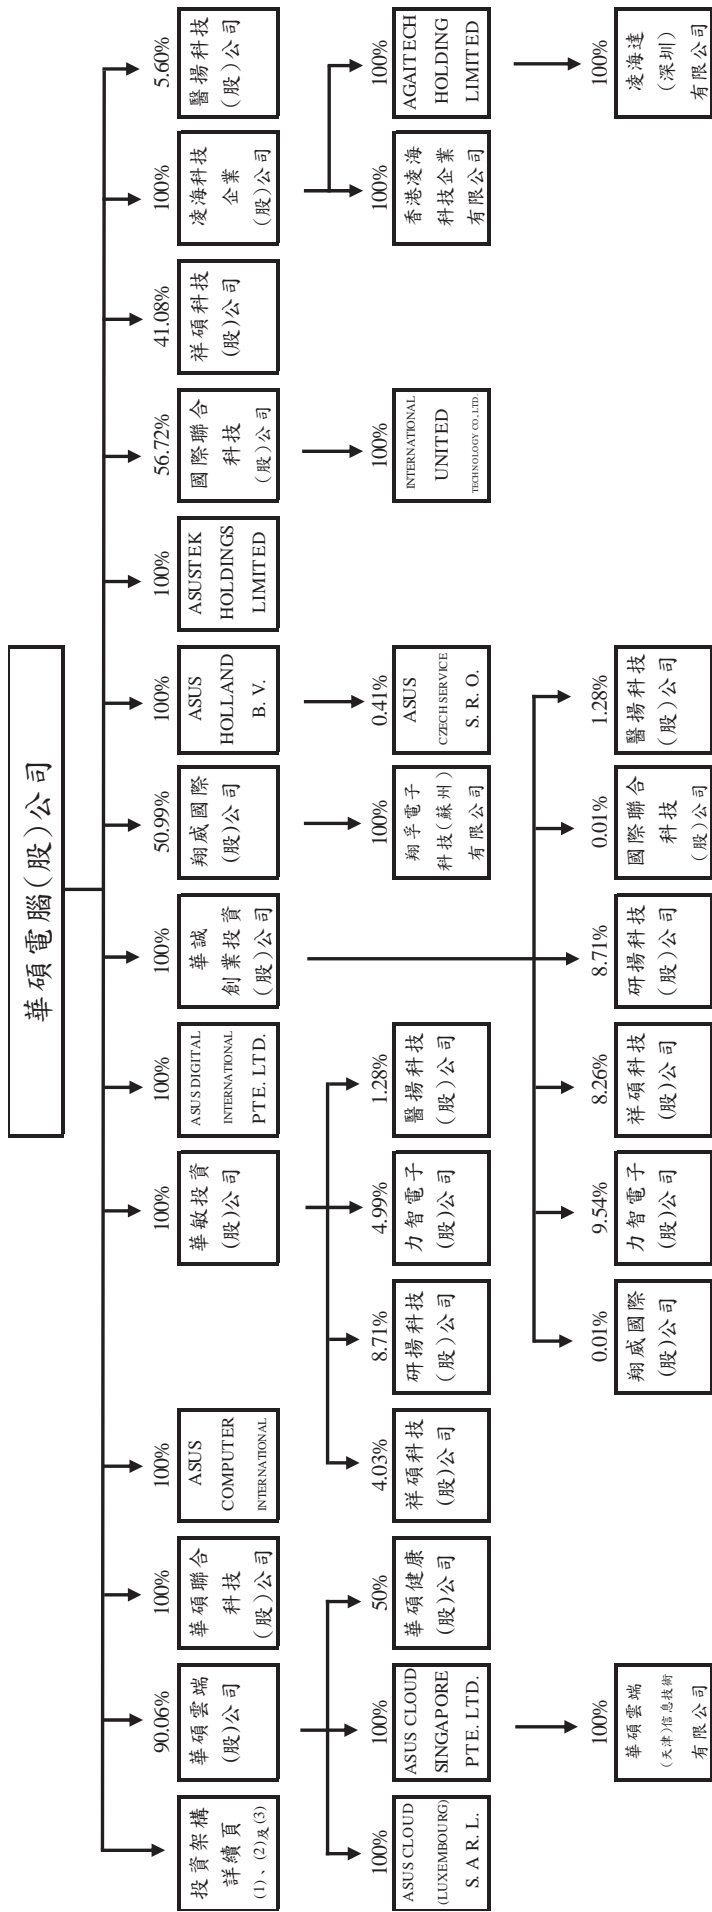 華碩電腦(股)公司
投資架構
詳續頁
(1)、(2)及(3)
90.06%
華碩雲端
(股)公司
100%
華碩聯合
科技
(股)公司
100%
ASUS
COMPUTER
INTERNATIONAL
100%
華敏投資
(股)公司
100%
ASUS DIGITAL
INTERNATIONAL
PTE. LTD.
100%
華誠
創業投資
(股)公司
50.99%
翔威國際
(股)公司
100%
ASUS
HOLLAND
B. V.
100%
ASUSTEK
HOLDINGS
LIMITED
56.72%
國際聯合
科技
(股)公司
41.08%
祥碩科技
(股)公司
100%
凌海科技
企業
(股)公司
5.60%
醫揚科技
(股)公司
100%
ASUS CLOUD
(LUXEMBOURG)
S. A R. L.
100%
ASUS CLOUD
SINGAPORE
PTE. LTD.
50%
華碩健康
(股)公司
4.03%
祥碩科技
(股)公司
8.71%
研揚科技
(股)公司
4.99%
力智電子
(股)公司
1.28%
醫揚科技
(股)公司
100%
翔孚電子
科技(蘇州)
有限公司
0.41%
ASUS
CZECH SERVICE
S. R. O.
100%
INTERNATIONAL
UNITED
TECHNOLOGY CO., LTD.
100%
香港凌海
科技企業
有限公司
100%
AGAITECH
HOLDING
LIMITED
100%
華碩雲端
(天津)信息技術
有限公司
0.01%
翔威國際
(股)公司
9.54%
力智電子
(股)公司
8.26%
祥碩科技
(股)公司
8.71%
研揚科技
(股)公司
0.01%
國際聯合
科技
(股)公司
1.28%
醫揚科技
(股)公司
100%
凌海達
(深圳)
有限公司